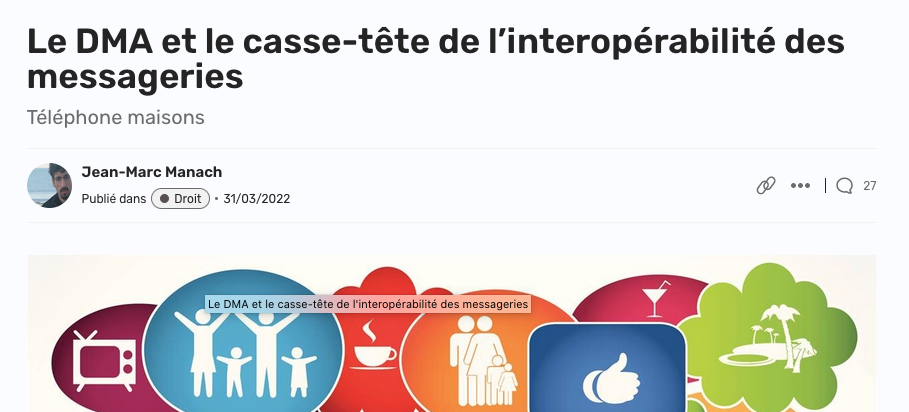 Le DMA et le casse-tête de l’interopérabilité des
messageries
Téléphone maisons
Jean-Marc Manach
Publié dans Droit • 31/03/2022
27
Le DMA et le casse-tête de l'interopérabilité des messageries